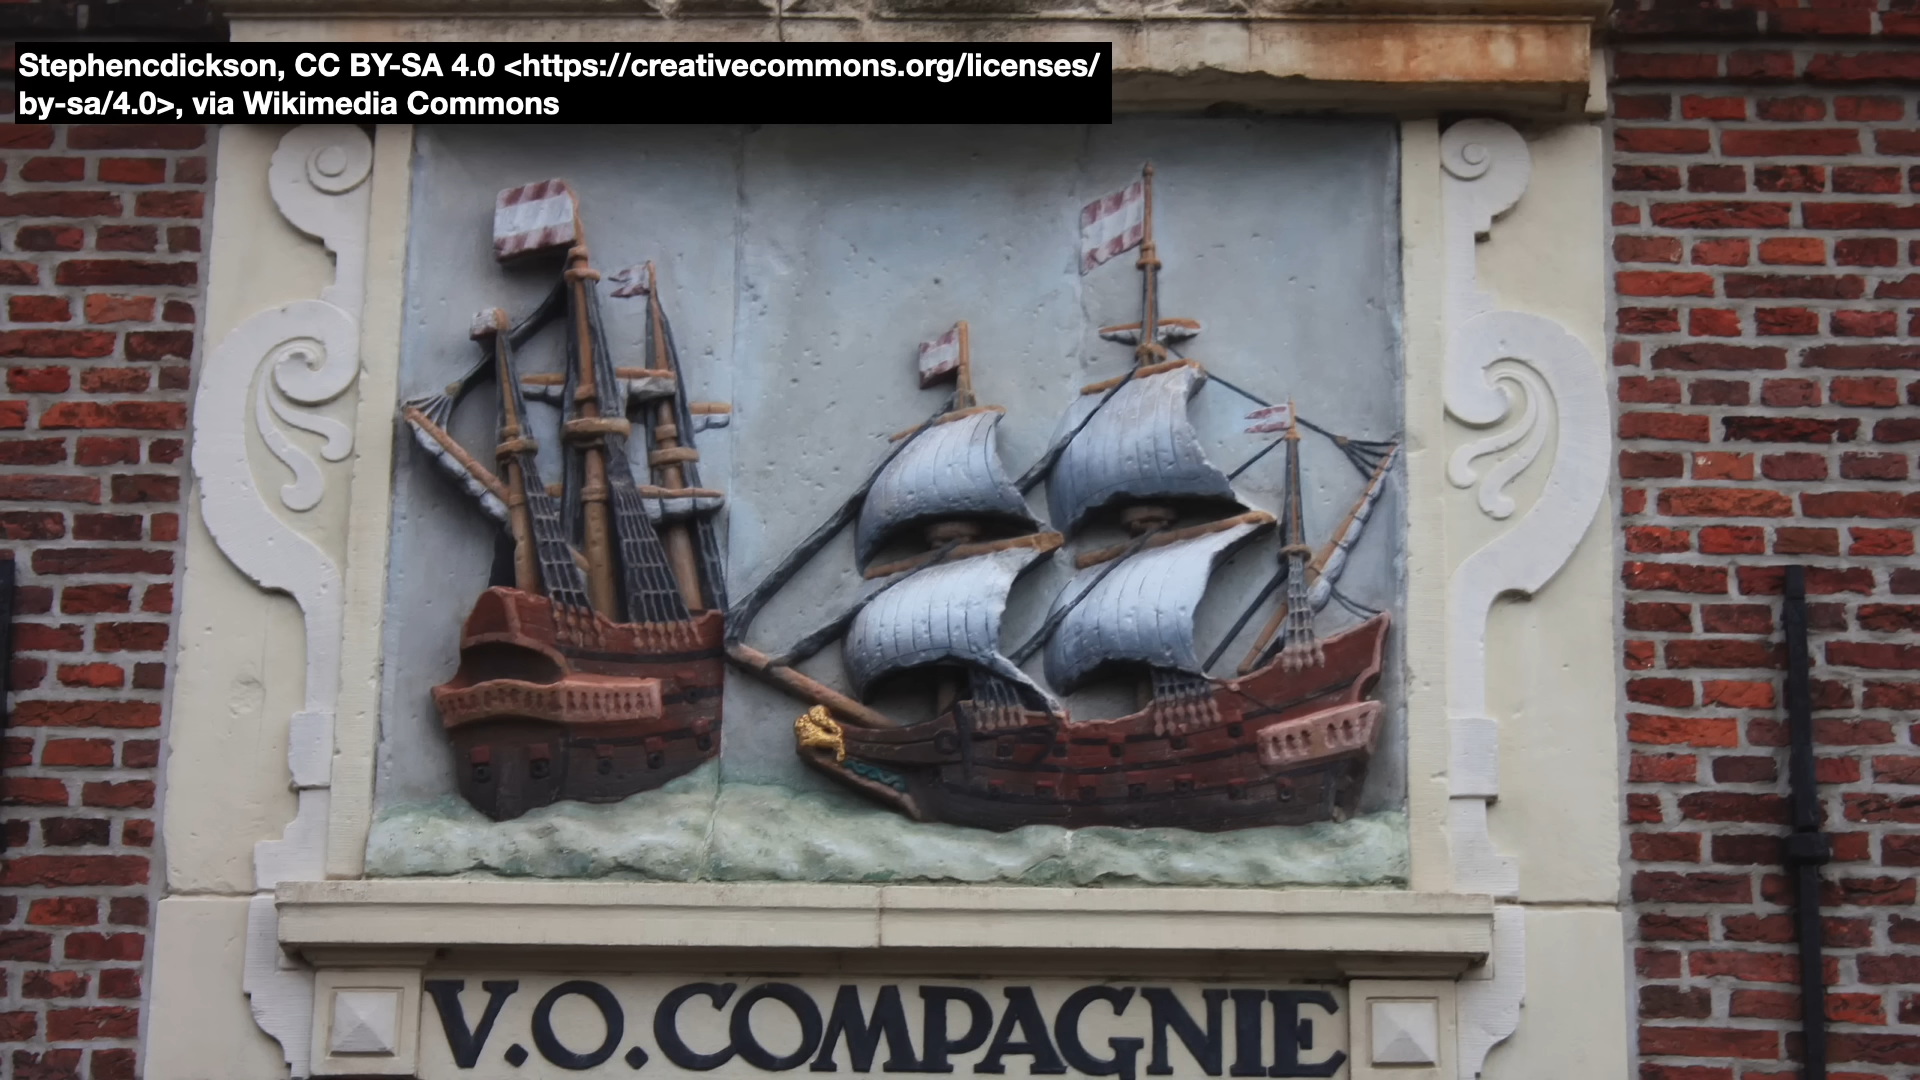 Stephencdickson, CC BY-SA 4.0 <https://creativecommons.org/licenses/
by-sa/4.0>, via Wikimedia Commons
V.O.COMPAGNIE